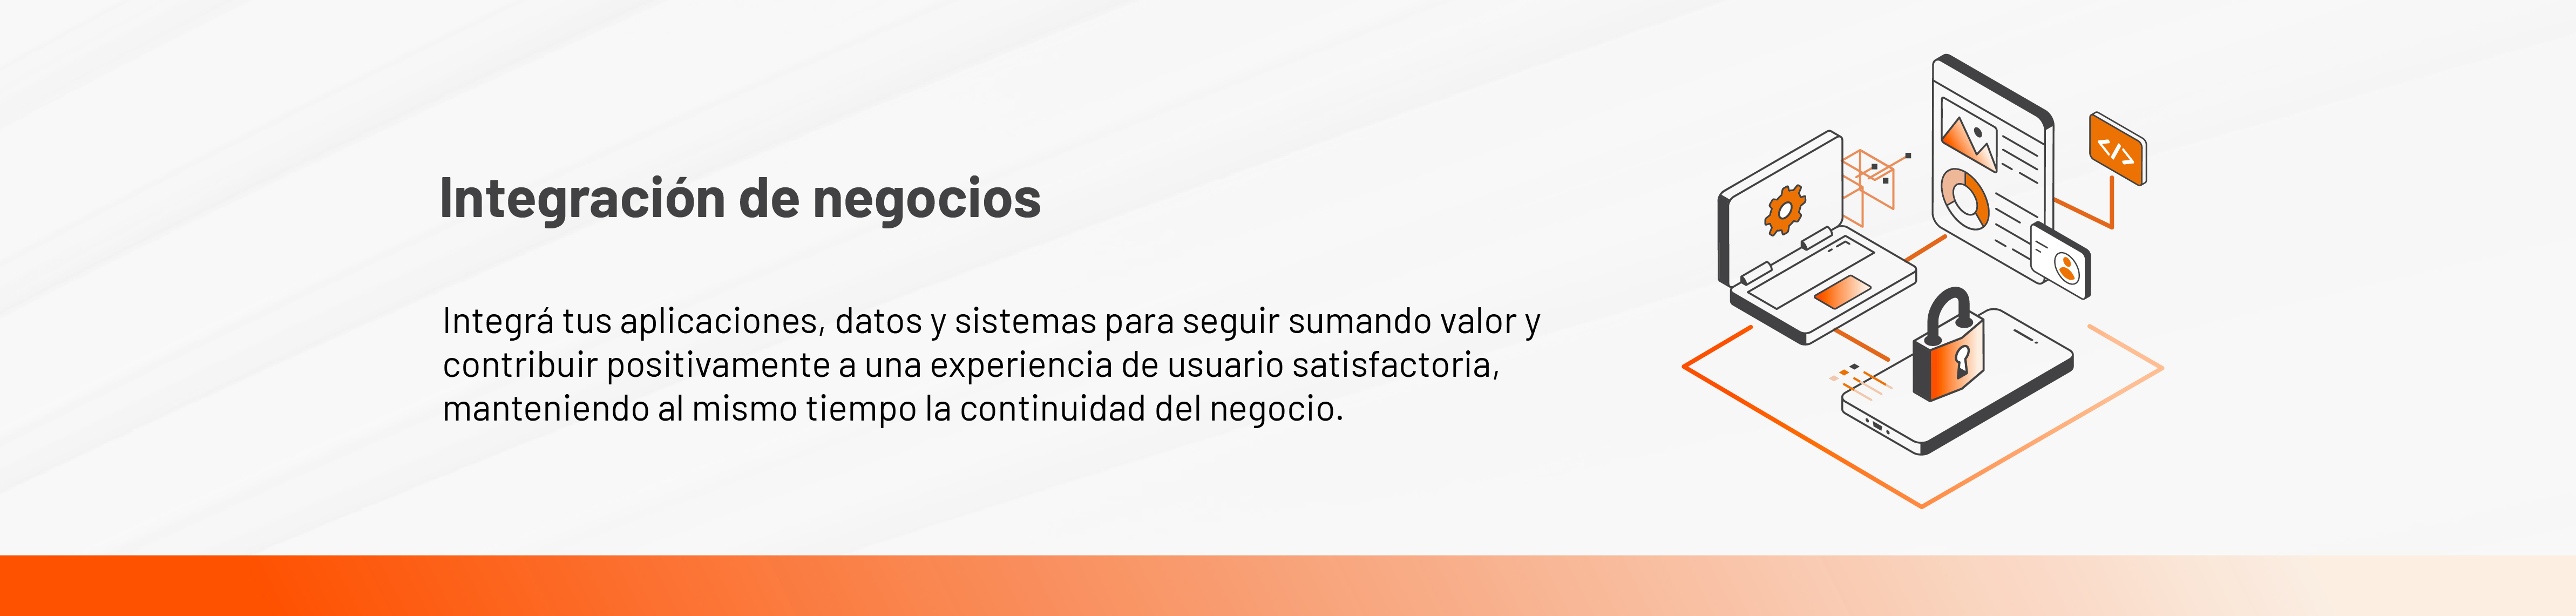 Integración de negocios
Integrá tus aplicaciones, datos y sistemas para seguir sumando valor y
contribuir positivamente a una experiencia de usuario satisfactoria,
manteniendo al mismo tiempo la continuidad del negocio.
</>